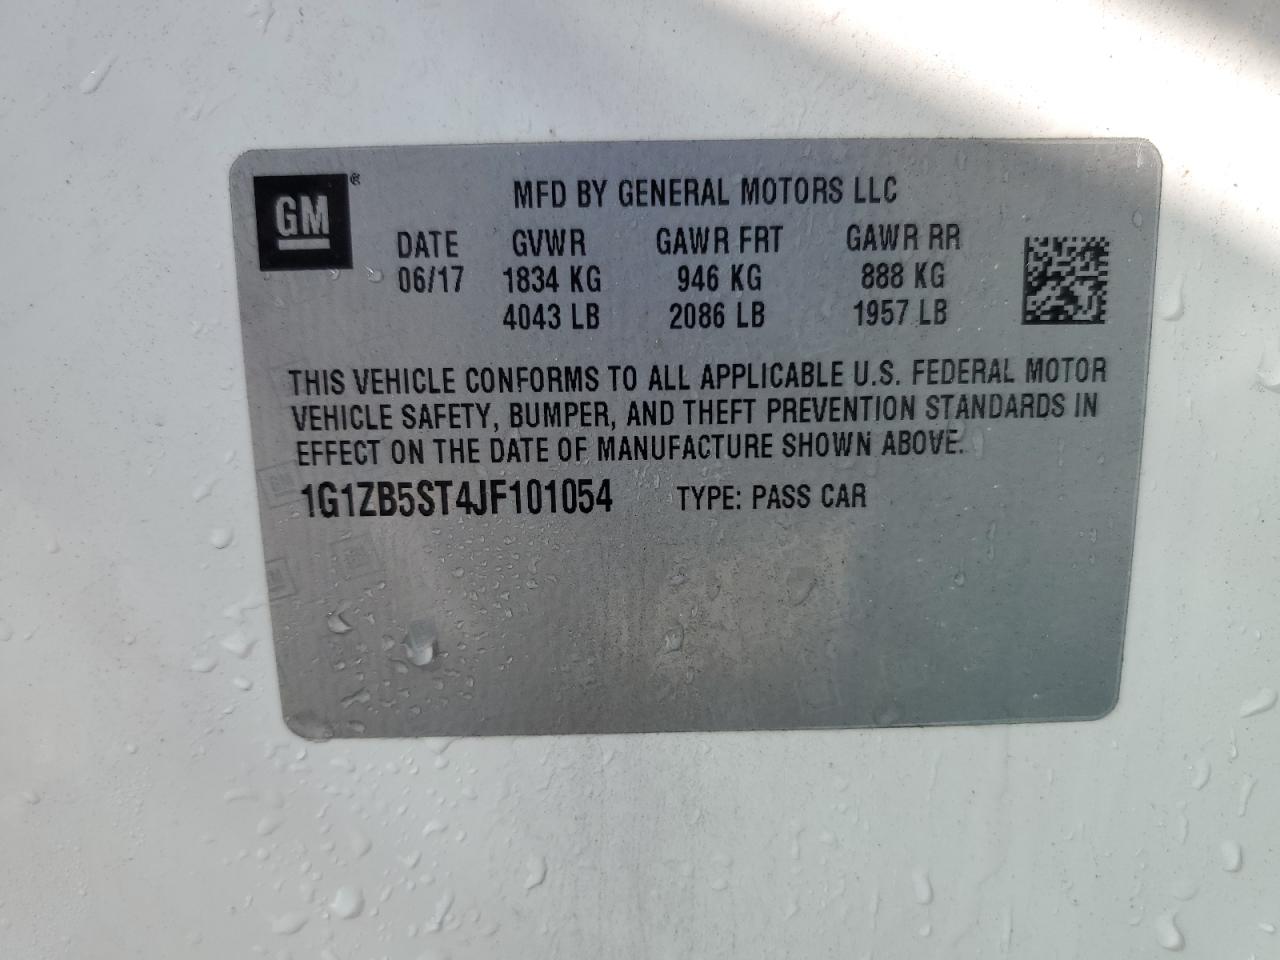 GM®
MFD BY GENERAL MOTORS LLC
DATE GVWR GAWR FRT GAWR RR
06/17 1834 KG 946 KG 888 KG
4043 LB 2086 LB 1957 LB
THIS VEHICLE CONFORMS TO ALL APPLICABLE U.S. FEDERAL MOTOR
VEHICLE SAFETY, BUMPER, AND THEFT PREVENTION STANDARDS IN
EFFECT ON THE DATE OF MANUFACTURE SHOWN ABOVE.
1G1ZB5ST4JF101054 TYPE: PASS CAR